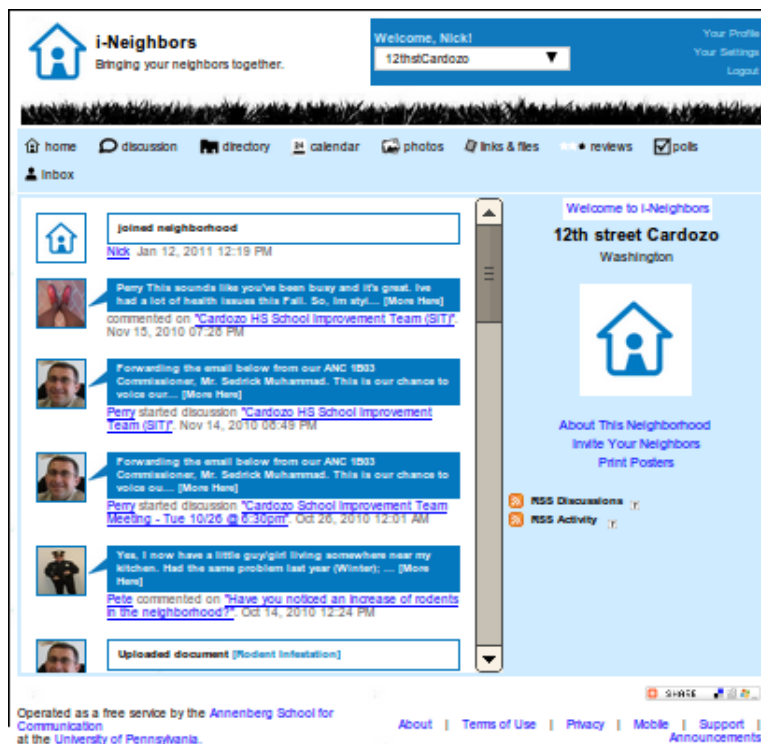 i-Neighbors
Bringing your neighbors together.
Welcome, Nick!
12thstCardozo
Your Profile
Your Settings
Logout
home discussion directory 24 calendar photos links & files reviews polls
Inbox
joined neighborhood
Nick Jan 12, 2011 12:19 PM
Perry This sounds like you've been busy and it's great. Ive
had a lot of health issues this Fall. So, Im styl... [More Here]
commented on "Cardozo HS School Improvement Team (SIT)".
Nov 15, 2010 07:26 PM
Forwarding the email below from our ANC 1B03
Commissioner, Mr. Sedrick Muhammad. This is our chance to
voice our... [More Here]
Perry started discussion "Cardozo HS School Improvement
Team (SIT)". Nov 14, 2010 06:49 PM
Forwarding the email below from our ANC 1B03
Commissioner, Mr. Sedrick Muhammad. This is our chance to
voice ou... [More Here]
Perry started discussion "Cardozo School Improvement Team
Meeting - Tue 10/26 @ 6:30pm". Oct 26, 2010 12:01 AM
Yes, I now have a little guy/girl living somewhere near my
kitchen. Had the same problem last year (Winter); ... [More
Here]
Pete commented on "Have you noticed an increase of rodents
in the neighborhood?". Oct 14, 2010 12:24 PM
Uploaded document [Rodent Infestation]
Welcome to i-Neighbors
12th street Cardozo
Washington
About This Neighborhood
Invite Your Neighbors
Print Posters
RSS Discussions ?
RSS Activity ?
SHARE
Operated as a free service by the Annenberg School for
Communication
at the University of Pennsylvania.
About | Terms of Use | Privacy | Mobile | Support |
Announcements